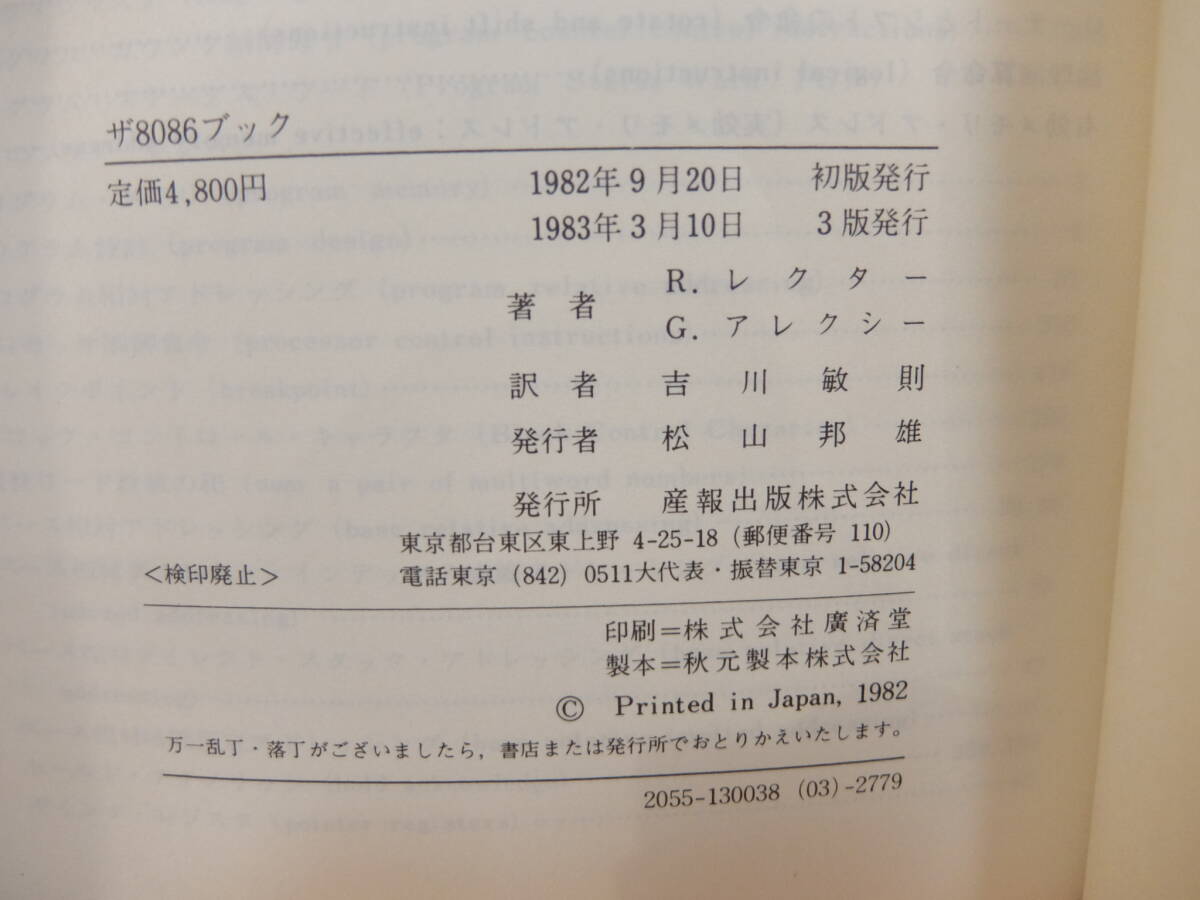 ザ8086ブック
定価4,800円
1982年9月20日 初版発行
1983年3月10日 3版発行
著者 R. レクター
G. アレクシー
訳者 吉川敏則
発行者 松山邦雄
発行所 産報出版株式会社
東京都台東区東上野 4-25-18 (郵便番号 110)
<検印廃止> 電話東京 (842) 0511大代表・振替東京 1-58204
印刷=株式会社廣済堂
製本=秋元製本株式会社
© Printed in Japan, 1982
万一乱丁・落丁がございましたら，書店または発行所でおとりかえいたします。
2055-130038 (03)-2779